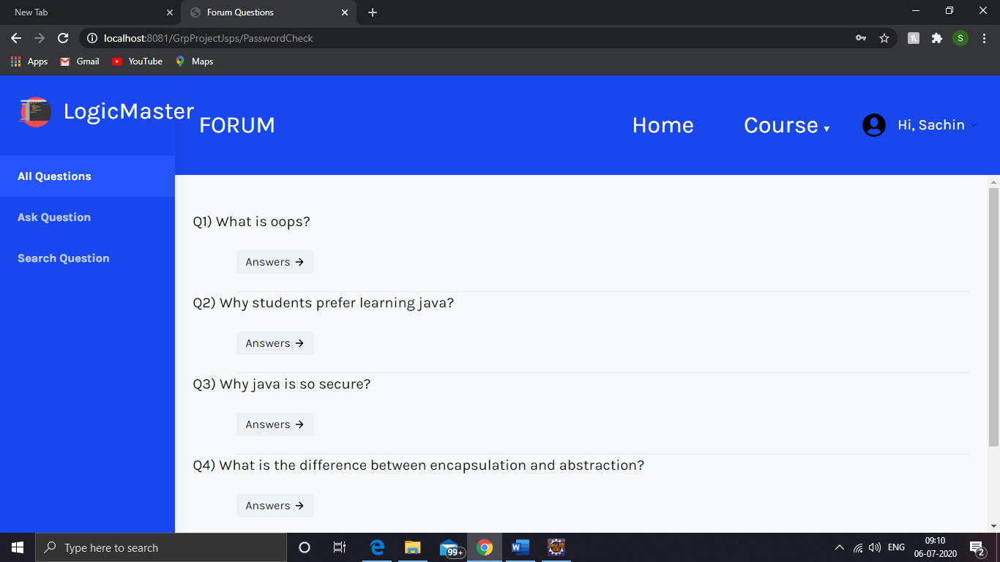 New Tab
Forum Questions
localhost:8081/GrpProjectJsps/PasswordCheck
S
Apps
Gmail
YouTube
Maps
LogicMaster
FORUM
Home
Course
Hi, Sachin
All Questions
Ask Question
Search Question
Q1) What is oops?
Answers →
Q2) Why students prefer learning java?
Answers →
Q3) Why java is so secure?
Answers →
Q4) What is the difference between encapsulation and abstraction?
Answers →
Type here to search
99+
ENG
09:10
06-07-2020
2